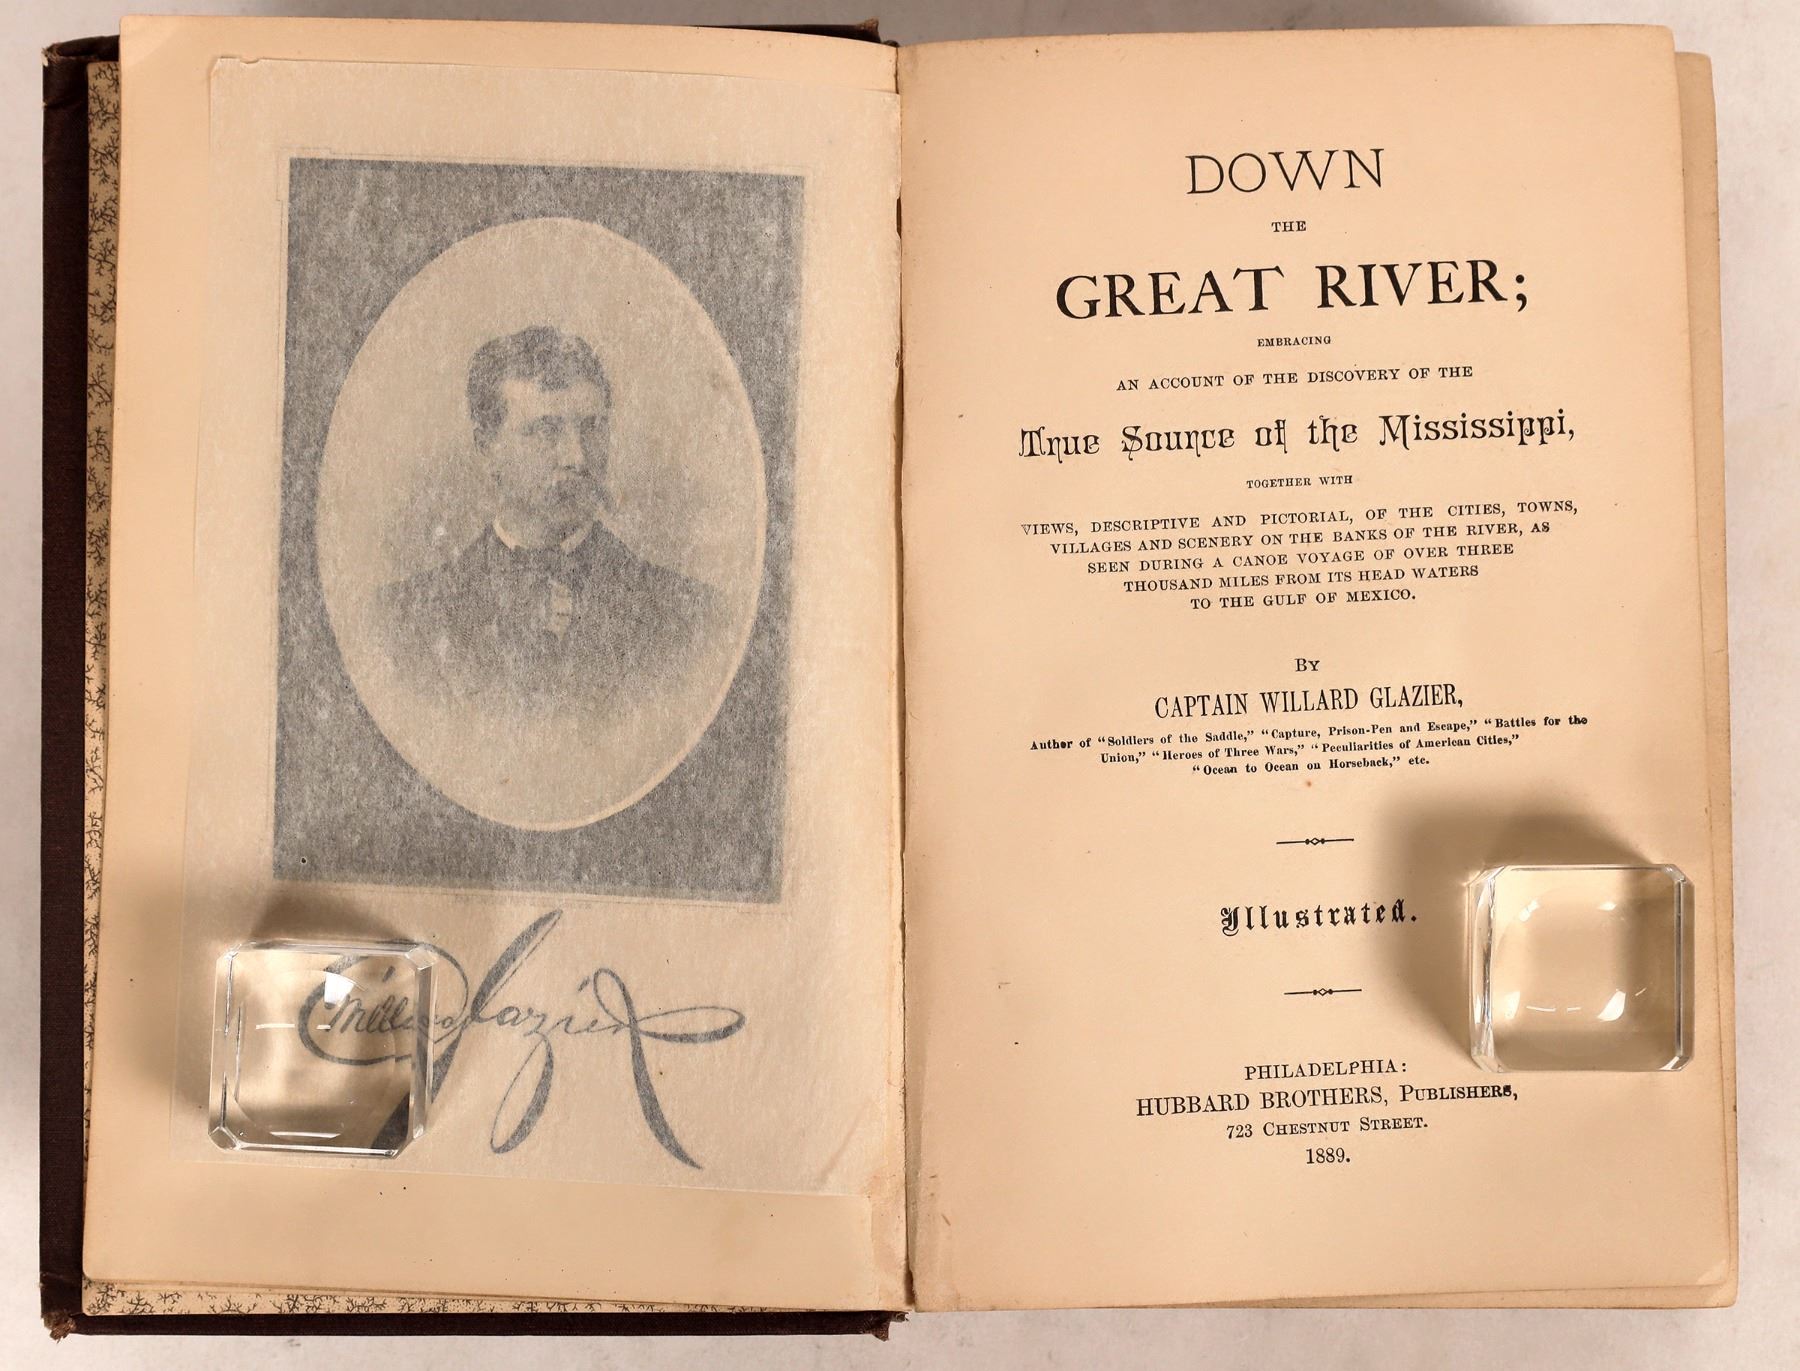 Willard Glazier
DOWN
THE
GREAT RIVER;
EMBRACING
AN ACCOUNT OF THE DISCOVERY OF THE
True Source of the Mississippi,
TOGETHER WITH
VIEWS, DESCRIPTIVE AND PICTORIAL, OF THE CITIES, TOWNS,
VILLAGES AND SCENERY ON THE BANKS OF THE RIVER, AS
SEEN DURING A CANOE VOYAGE OF OVER THREE
THOUSAND MILES FROM ITS HEAD WATERS
TO THE GULF OF MEXICO.
BY
CAPTAIN WILLARD GLAZIER,
Author of “Soldiers of the Saddle,” “Capture, Prison-Pen and Escape,” “Battles for the
Union,” “Heroes of Three Wars,” “Peculiarities of American Cities,”
“Ocean to Ocean on Horseback,” etc.
Illustrated.
PHILADELPHIA:
HUBBARD BROTHERS, PUBLISHERS,
723 CHESTNUT STREET.
1889.